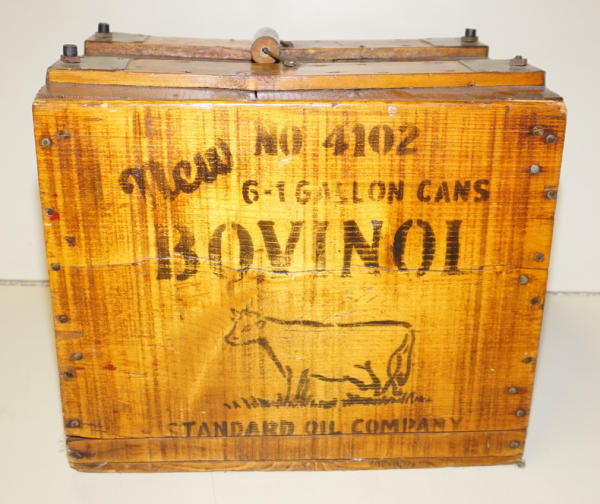 New NO 4102
6-1 GALLON CANS
BOVINOL
STANDARD OIL COMPANY